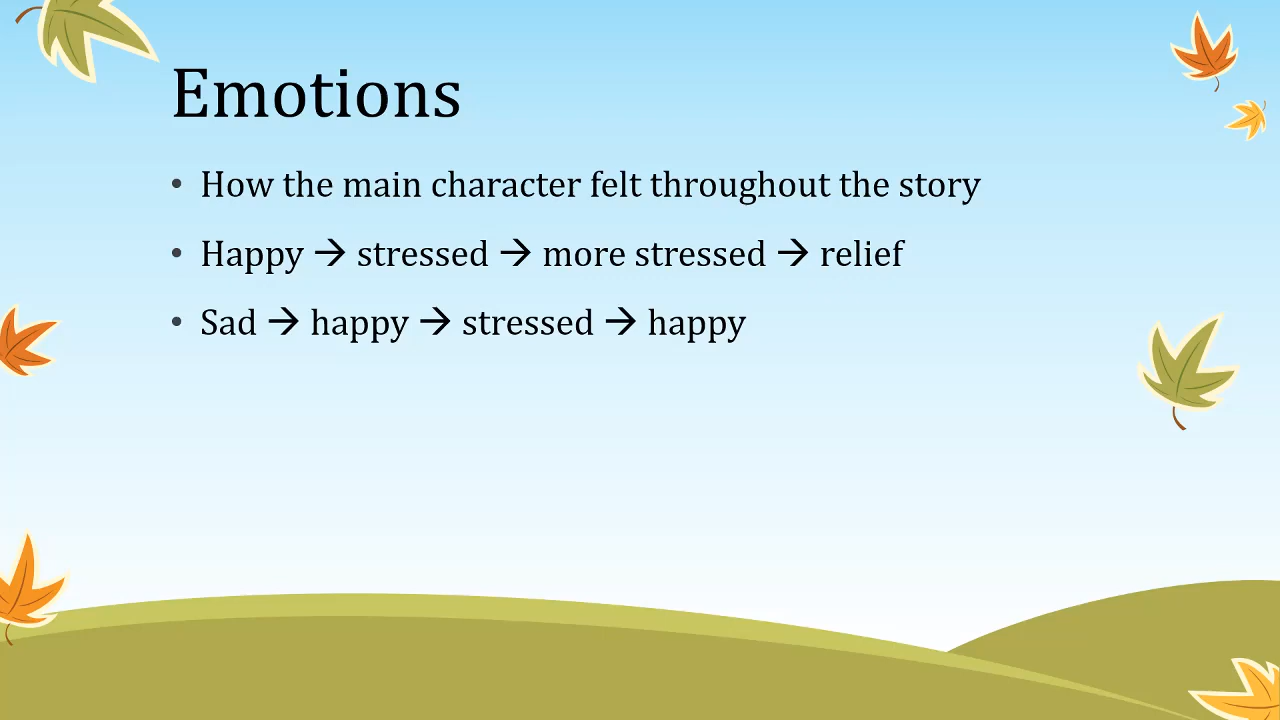 Emotions
• How the main character felt throughout the story
• Happy → stressed → more stressed → relief
• Sad → happy → stressed → happy